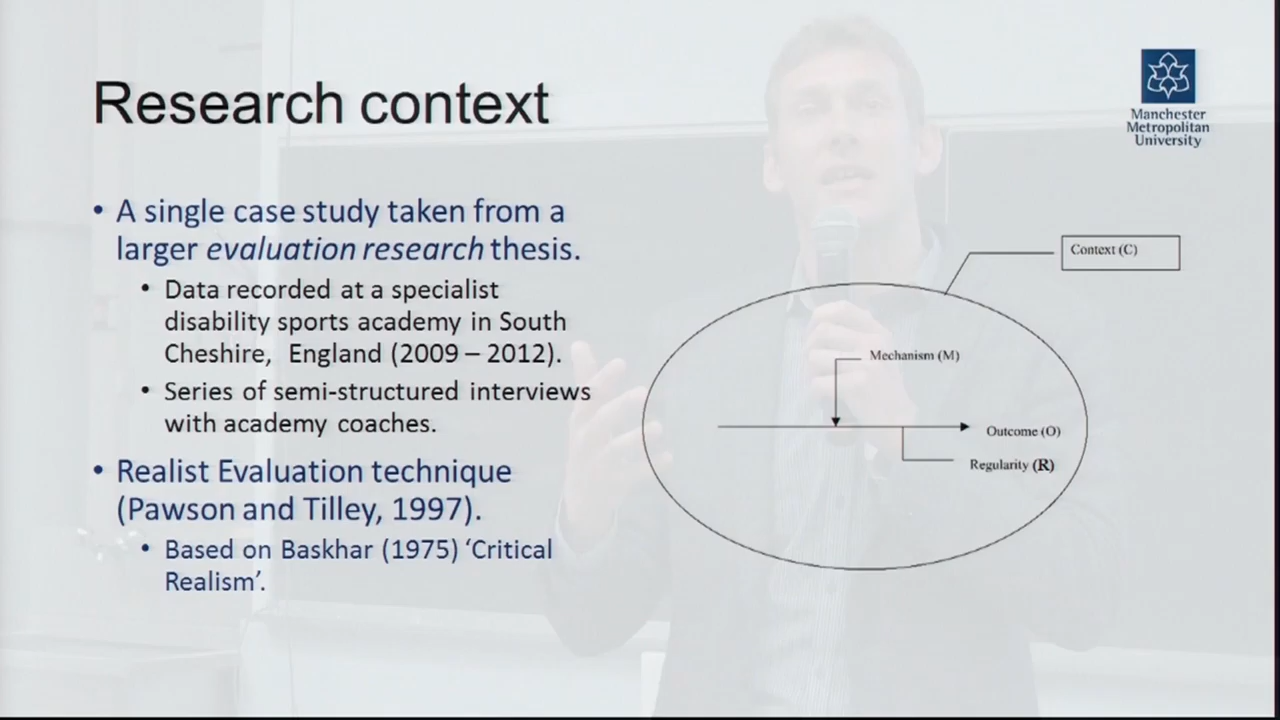 Research context
Manchester
Metropolitan
University
• A single case study taken from a
larger evaluation research thesis.
• Data recorded at a specialist
disability sports academy in South
Cheshire, England (2009 – 2012).
• Series of semi-structured interviews
with academy coaches.
• Realist Evaluation technique
(Pawson and Tilley, 1997).
• Based on Baskhar (1975) ‘Critical
Realism’.
Context (C)
Mechanism (M)
Outcome (O)
Regularity (R)